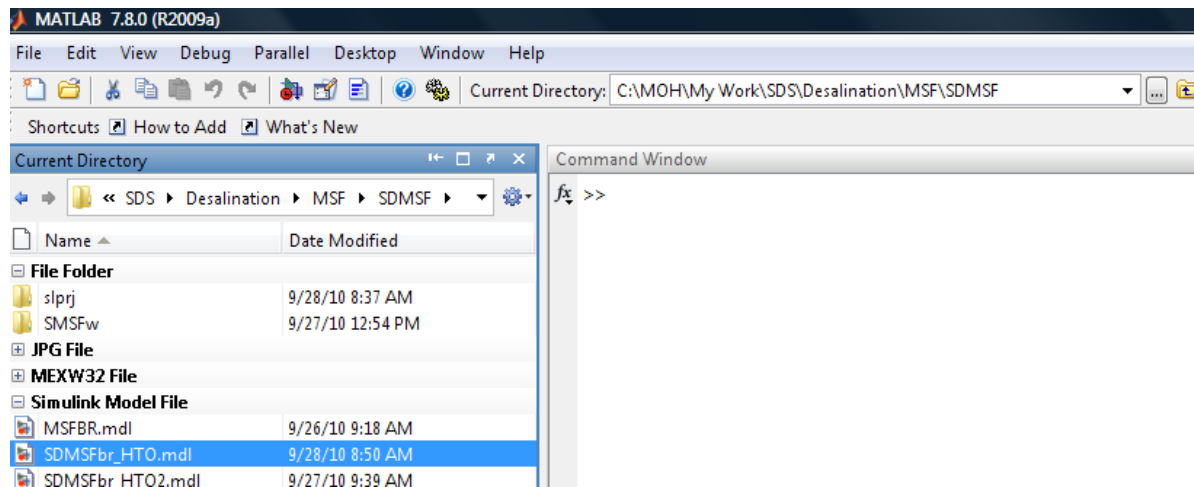 MATLAB 7.8.0 (R2009a)
File Edit View Debug Parallel Desktop Window Help
Current Directory: C:\MOH\My Work\SDS\Desalination\MSF\SDMSF
Shortcuts How to Add What's New
Current Directory
« SDS Desalination MSF SDMSF
Name Date Modified
File Folder
slprj 9/28/10 8:37 AM
SMSFw 9/27/10 12:54 PM
JPG File
MEXW32 File
Simulink Model File
MSFBR.mdl 9/26/10 9:18 AM
SDMSFbr_HTO.mdl 9/28/10 8:50 AM
SDMSFbr_HTO2.mdl 9/27/10 9:39 AM
Command Window
fx >>